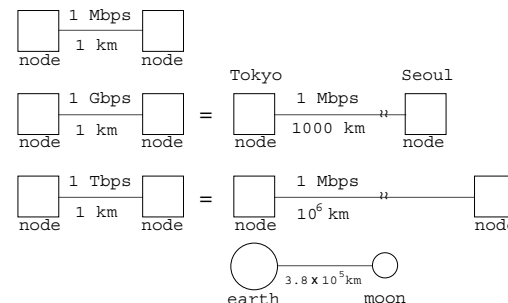 1 Mbps
1 km
node node
Tokyo Seoul
1 Gbps = 1 Mbps
1 km 1000 km
node node node node
1 Tbps = 1 Mbps
1 km 10^6 km
node node node node
3.8 x 10^5 km
earth moon